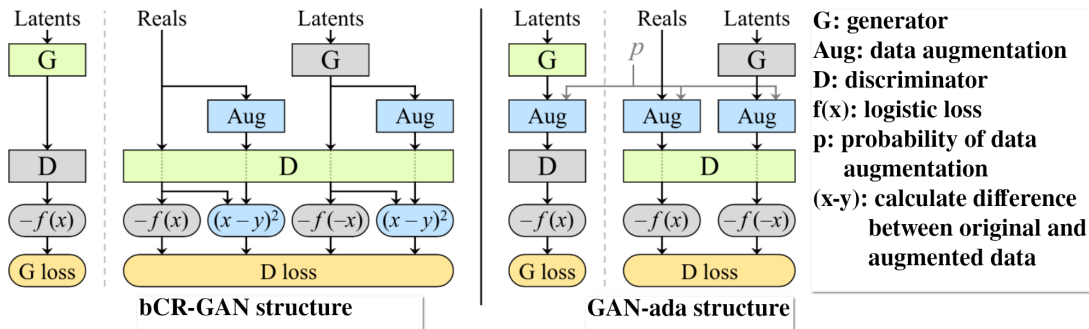 Latents Reals Latents
G G
Aug Aug
D D
−f(x) −f(x) (x−y)² −f(−x) (x−y)²
G loss D loss
bCR-GAN structure
Latents Reals Latents
G p G
Aug Aug Aug
D D
−f(x) −f(x) −f(−x)
G loss D loss
GAN-ada structure
G: generator
Aug: data augmentation
D: discriminator
f(x): logistic loss
p: probability of data
augmentation
(x-y): calculate difference
between original and
augmented data